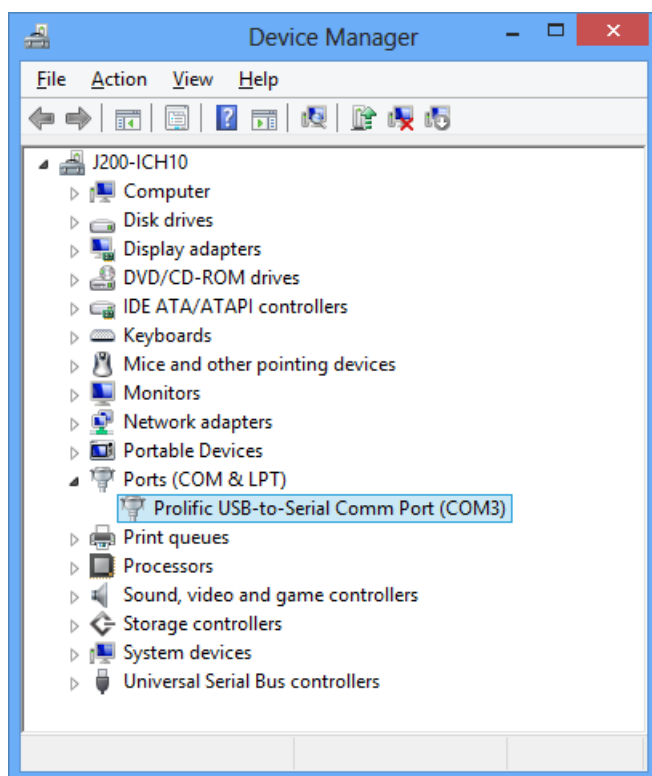 Device Manager
File Action View Help
J200-ICH10
Computer
Disk drives
Display adapters
DVD/CD-ROM drives
IDE ATA/ATAPI controllers
Keyboards
Mice and other pointing devices
Monitors
Network adapters
Portable Devices
Ports (COM & LPT)
Prolific USB-to-Serial Comm Port (COM3)
Print queues
Processors
Sound, video and game controllers
Storage controllers
System devices
Universal Serial Bus controllers